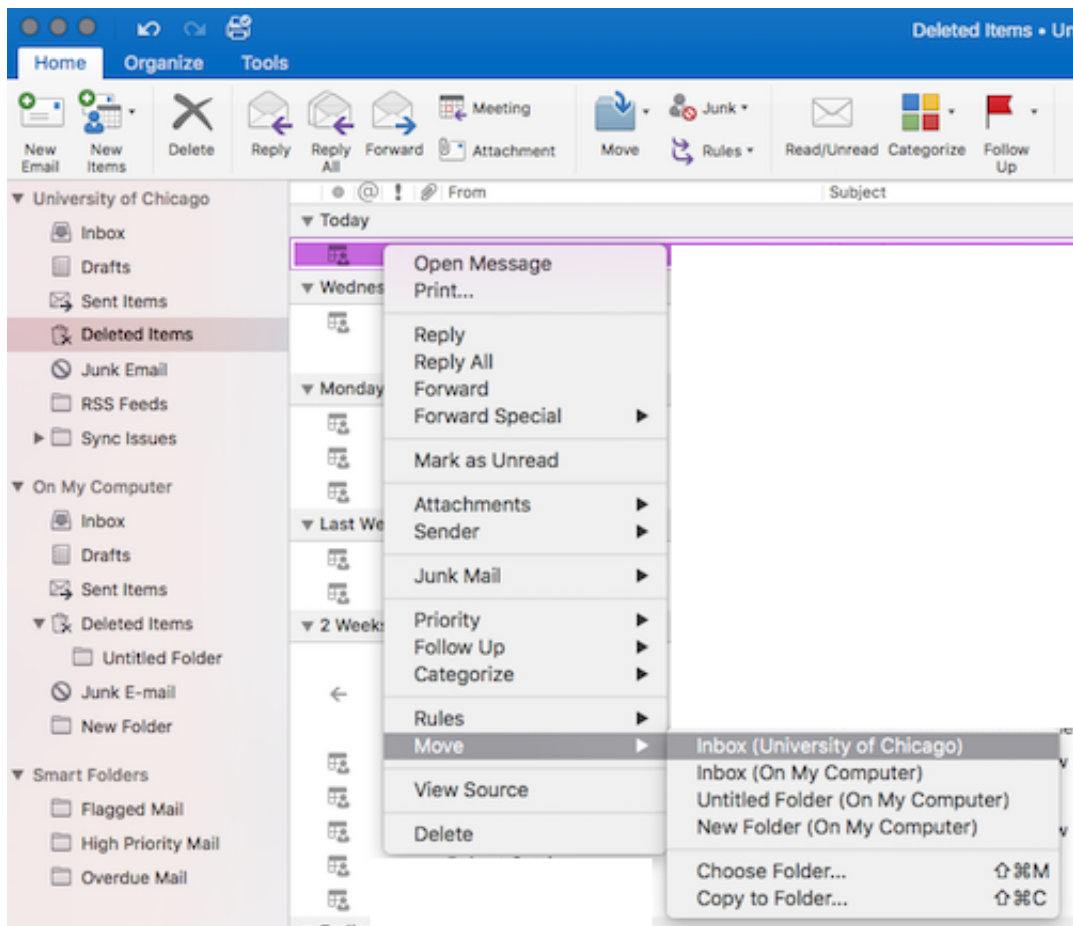 Deleted Items • Un
Home Organize Tools
New Email
New Items
Delete
Reply
Reply All
Forward
Meeting
Attachment
Move
Junk
Rules
Read/Unread
Categorize
Follow Up
University of Chicago
Inbox
Drafts
Sent Items
Deleted Items
Junk Email
RSS Feeds
Sync Issues
On My Computer
Inbox
Drafts
Sent Items
Deleted Items
Untitled Folder
Junk E-mail
New Folder
Smart Folders
Flagged Mail
High Priority Mail
Overdue Mail
@ ! From Subject
Today
Wednes
Monday
Last We
2 Week
Open Message
Print...
Reply
Reply All
Forward
Forward Special
Mark as Unread
Attachments
Sender
Junk Mail
Priority
Follow Up
Categorize
Rules
Move
View Source
Delete
Inbox (University of Chicago)
Inbox (On My Computer)
Untitled Folder (On My Computer)
New Folder (On My Computer)
Choose Folder... ⇧⌘M
Copy to Folder... ⇧⌘C